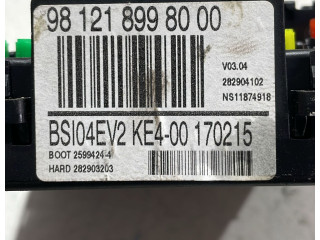 98 121 899 80 00
V03.04
282904102
NS11874918
BSI04EV2 KE4-00 170215
BOOT 2599424-4
HARD 282903203